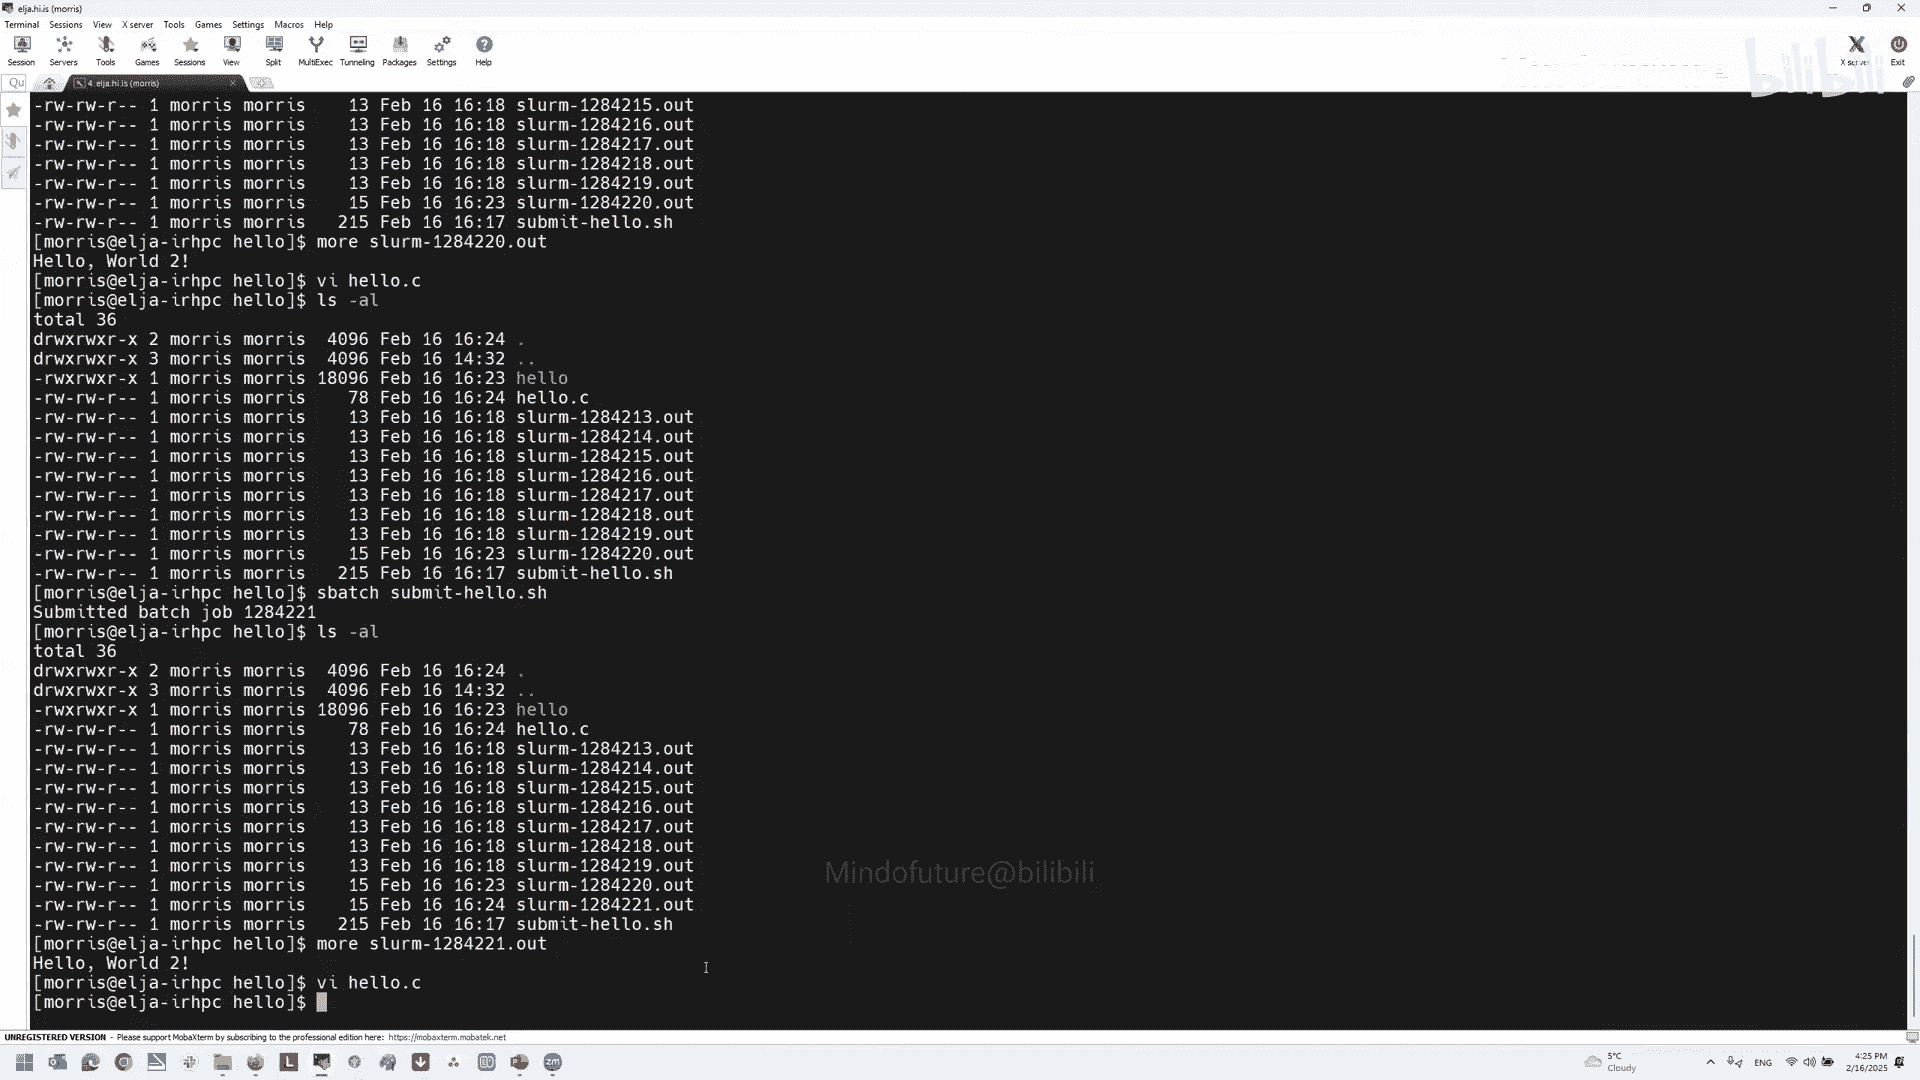 elja.hi.is (morris)
Terminal Sessions View X server Tools Games Settings Macros Help
Session Servers Tools Games Sessions View Split MultiExec Tunneling Packages Settings Help
X server Exit
Qu
4. elja.hi.is (morris)
bilibili
-rw-rw-r-- 1 morris morris    13 Feb 16 16:18 slurm-1284215.out
-rw-rw-r-- 1 morris morris    13 Feb 16 16:18 slurm-1284216.out
-rw-rw-r-- 1 morris morris    13 Feb 16 16:18 slurm-1284217.out
-rw-rw-r-- 1 morris morris    13 Feb 16 16:18 slurm-1284218.out
-rw-rw-r-- 1 morris morris    13 Feb 16 16:18 slurm-1284219.out
-rw-rw-r-- 1 morris morris    15 Feb 16 16:23 slurm-1284220.out
-rw-rw-r-- 1 morris morris   215 Feb 16 16:17 submit-hello.sh
[morris@elja-irhpc hello]$ more slurm-1284220.out
Hello, World 2!
[morris@elja-irhpc hello]$ vi hello.c
[morris@elja-irhpc hello]$ ls -al
total 36
drwxrwxr-x 2 morris morris  4096 Feb 16 16:24 .
drwxrwxr-x 3 morris morris  4096 Feb 16 14:32 ..
-rwxrwxr-x 1 morris morris 18096 Feb 16 16:23 hello
-rw-rw-r-- 1 morris morris    78 Feb 16 16:24 hello.c
-rw-rw-r-- 1 morris morris    13 Feb 16 16:18 slurm-1284213.out
-rw-rw-r-- 1 morris morris    13 Feb 16 16:18 slurm-1284214.out
-rw-rw-r-- 1 morris morris    13 Feb 16 16:18 slurm-1284215.out
-rw-rw-r-- 1 morris morris    13 Feb 16 16:18 slurm-1284216.out
-rw-rw-r-- 1 morris morris    13 Feb 16 16:18 slurm-1284217.out
-rw-rw-r-- 1 morris morris    13 Feb 16 16:18 slurm-1284218.out
-rw-rw-r-- 1 morris morris    13 Feb 16 16:18 slurm-1284219.out
-rw-rw-r-- 1 morris morris    15 Feb 16 16:23 slurm-1284220.out
-rw-rw-r-- 1 morris morris   215 Feb 16 16:17 submit-hello.sh
[morris@elja-irhpc hello]$ sbatch submit-hello.sh
Submitted batch job 1284221
[morris@elja-irhpc hello]$ ls -al
total 36
drwxrwxr-x 2 morris morris  4096 Feb 16 16:24 .
drwxrwxr-x 3 morris morris  4096 Feb 16 14:32 ..
-rwxrwxr-x 1 morris morris 18096 Feb 16 16:23 hello
-rw-rw-r-- 1 morris morris    78 Feb 16 16:24 hello.c
-rw-rw-r-- 1 morris morris    13 Feb 16 16:18 slurm-1284213.out
-rw-rw-r-- 1 morris morris    13 Feb 16 16:18 slurm-1284214.out
-rw-rw-r-- 1 morris morris    13 Feb 16 16:18 slurm-1284215.out
-rw-rw-r-- 1 morris morris    13 Feb 16 16:18 slurm-1284216.out
-rw-rw-r-- 1 morris morris    13 Feb 16 16:18 slurm-1284217.out
-rw-rw-r-- 1 morris morris    13 Feb 16 16:18 slurm-1284218.out
-rw-rw-r-- 1 morris morris    13 Feb 16 16:18 slurm-1284219.out
-rw-rw-r-- 1 morris morris    15 Feb 16 16:23 slurm-1284220.out
-rw-rw-r-- 1 morris morris    15 Feb 16 16:24 slurm-1284221.out
-rw-rw-r-- 1 morris morris   215 Feb 16 16:17 submit-hello.sh
[morris@elja-irhpc hello]$ more slurm-1284221.out
Hello, World 2!
[morris@elja-irhpc hello]$ vi hello.c
[morris@elja-irhpc hello]$
Mindofuture@bilibili
UNREGISTERED VERSION - Please support MobaXterm by subscribing to the professional edition here: https://mobaxterm.mobatek.net
5°C
Cloudy
ENG
4:25 PM
2/16/2025